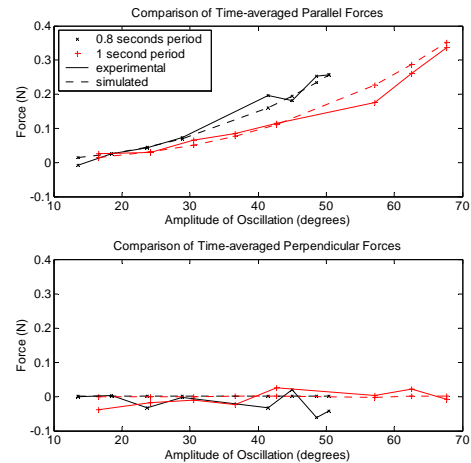 Comparison of Time-averaged Parallel Forces
0.4
0.3
0.2
0.1
0
-0.1
Force (N)
0.8 seconds period
1 second period
experimental
simulated
10 20 30 40 50 60 70
Amplitude of Oscillation (degrees)
Comparison of Time-averaged Perpendicular Forces
0.4
0.3
0.2
0.1
0
-0.1
Force (N)
10 20 30 40 50 60 70
Amplitude of Oscillation (degrees)